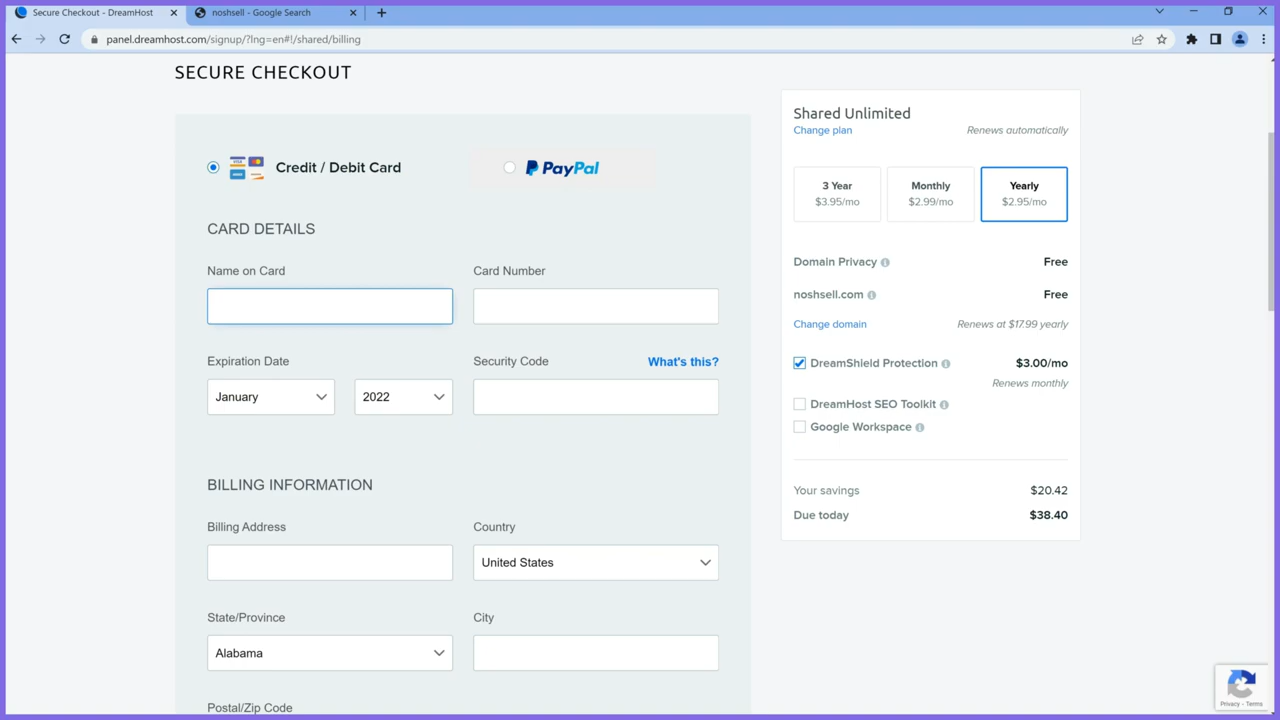 Secure Checkout - DreamHost
noshsell - Google Search
panel.dreamhost.com/signup/?lng=en#!/shared/billing
SECURE CHECKOUT
Credit / Debit Card
PayPal
CARD DETAILS
Name on Card
Card Number
Expiration Date
Security Code
What's this?
January
2022
BILLING INFORMATION
Billing Address
Country
United States
State/Province
City
Alabama
Postal/Zip Code
Shared Unlimited
Change plan
Renews automatically
3 Year
$3.95/mo
Monthly
$2.99/mo
Yearly
$2.95/mo
Domain Privacy
Free
noshsell.com
Free
Change domain
Renews at $17.99 yearly
DreamShield Protection
$3.00/mo
Renews monthly
DreamHost SEO Toolkit
Google Workspace
Your savings
$20.42
Due today
$38.40
Privacy - Terms